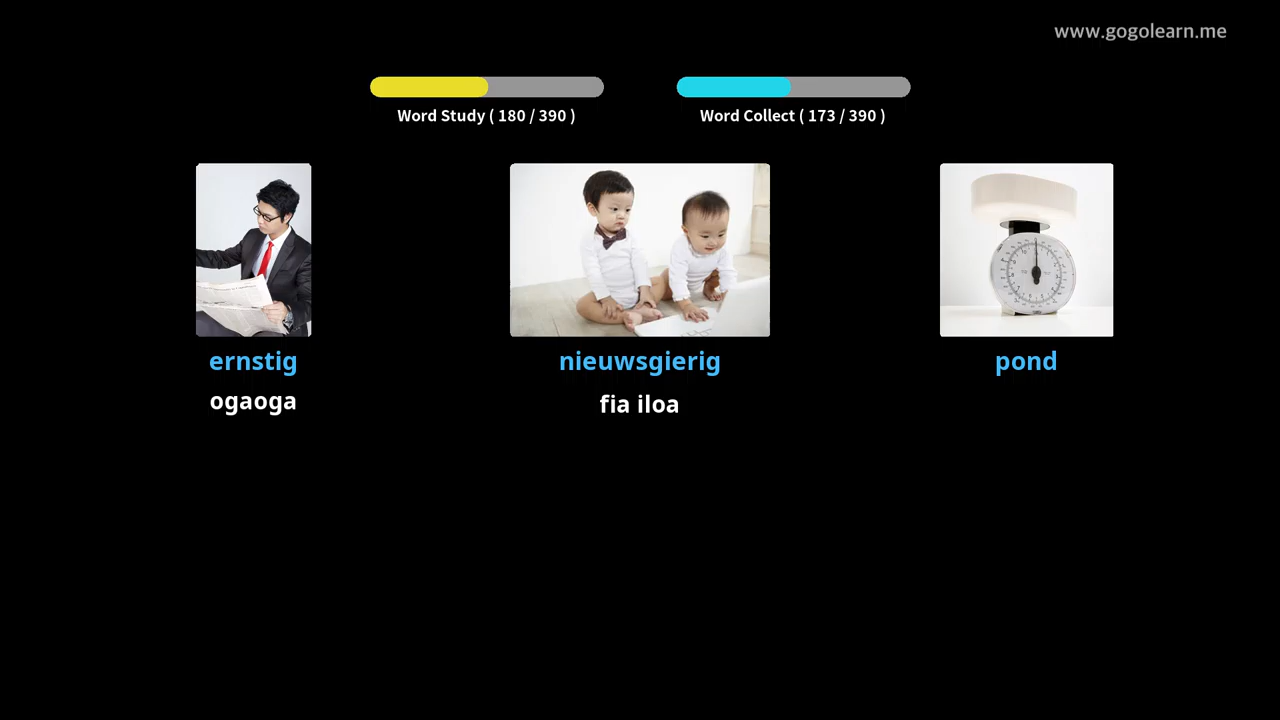 www.gogolearn.me
Word Study ( 180 / 390 )
Word Collect ( 173 / 390 )
ernstig
nieuwsgierig
pond
ogaoga
fia iloa